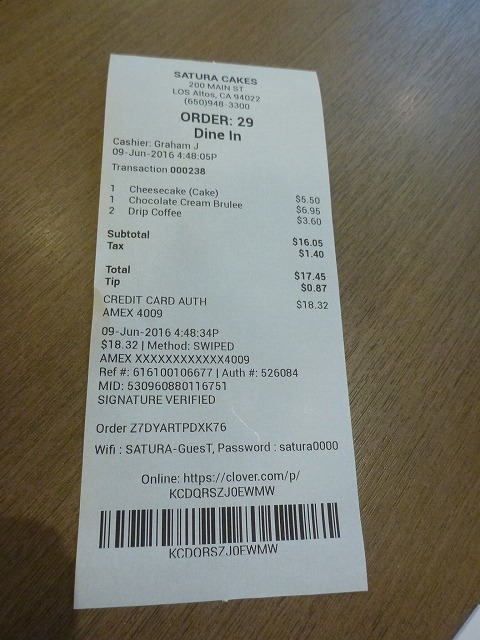 SATURA CAKES
200 MAIN ST
LOS Altos, CA 94022
(650)948-3300
ORDER: 29
Dine In
Cashier: Graham J
09-Jun-2016 4:48:05P
Transaction 000238
1 Cheesecake (Cake) $5.50
1 Chocolate Cream Brulee $6.95
2 Drip Coffee $3.60
Subtotal $16.05
Tax $1.40
Total $17.45
Tip $0.87
CREDIT CARD AUTH $18.32
AMEX 4009
09-Jun-2016 4:48:34P
$18.32 | Method: SWIPED
AMEX XXXXXXXXXXXX4009
Ref #: 616100106677 | Auth #: 526084
MID: 530960880116751
SIGNATURE VERIFIED
Order Z7DYARTPDXK76
Wifi : SATURA-GuesT, Password : satura0000
Online: https://clover.com/p/
KCDQRSZJ0EWMW
KCDQRSZJ0EWMW